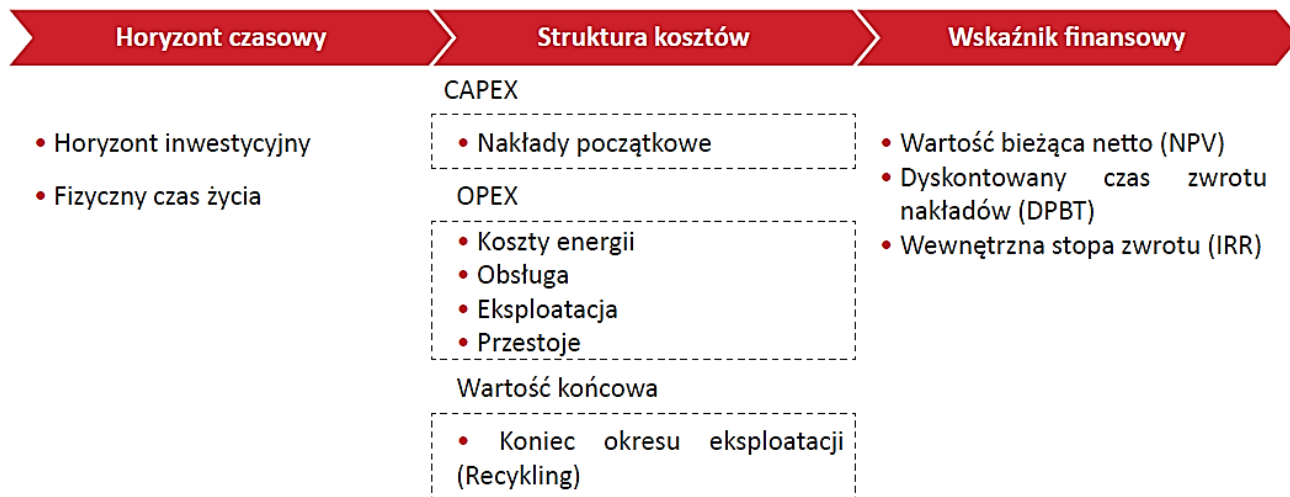 Horyzont czasowy
Struktura kosztów
Wskaźnik finansowy
• Horyzont inwestycyjny
• Fizyczny czas życia
CAPEX
• Nakłady początkowe
OPEX
• Koszty energii
• Obsługa
• Eksploatacja
• Przestoje
Wartość końcowa
• Koniec okresu eksploatacji
(Recykling)
• Wartość bieżąca netto (NPV)
• Dyskontowany czas zwrotu
nakładów (DPBT)
• Wewnętrzna stopa zwrotu (IRR)